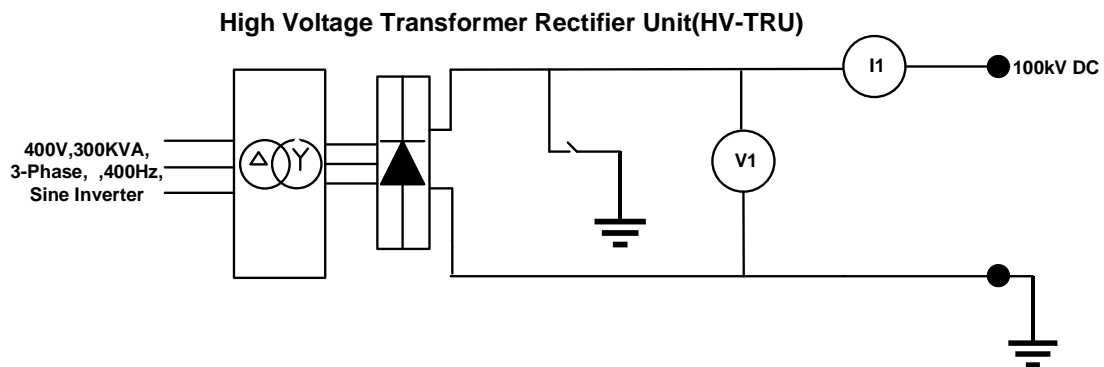 High Voltage Transformer Rectifier Unit(HV-TRU)
I1
100kV DC
400V,300KVA,
3-Phase,  ,400Hz,
Sine Inverter
Δ
Y
V1